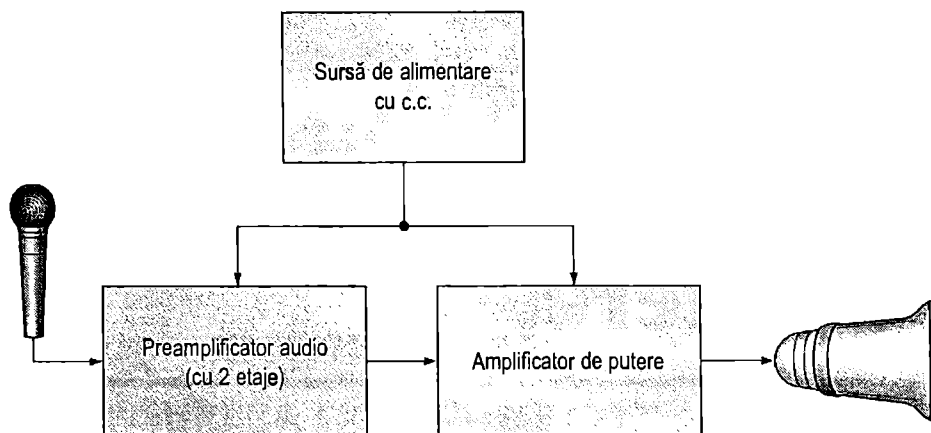 Sursă de alimentare
cu c.c.
Preamplificator audio
(cu 2 etaje)
Amplificator de putere